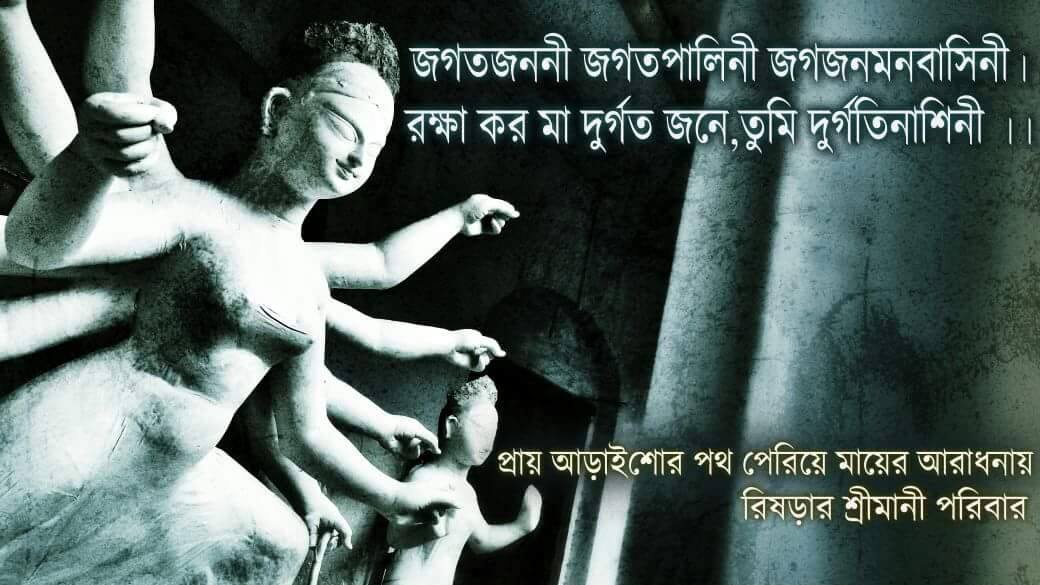 জগতজননী জগতপালিনী জগজনমনবাসিনী।
রক্ষা কর মা দুর্গত জনে,তুমি দুর্গতিনাশিনী ।।
প্রায় আড়াইশোর পথ পেরিয়ে মায়ের আরাধনায়
রিষড়ার শ্রীমানী পরিবার